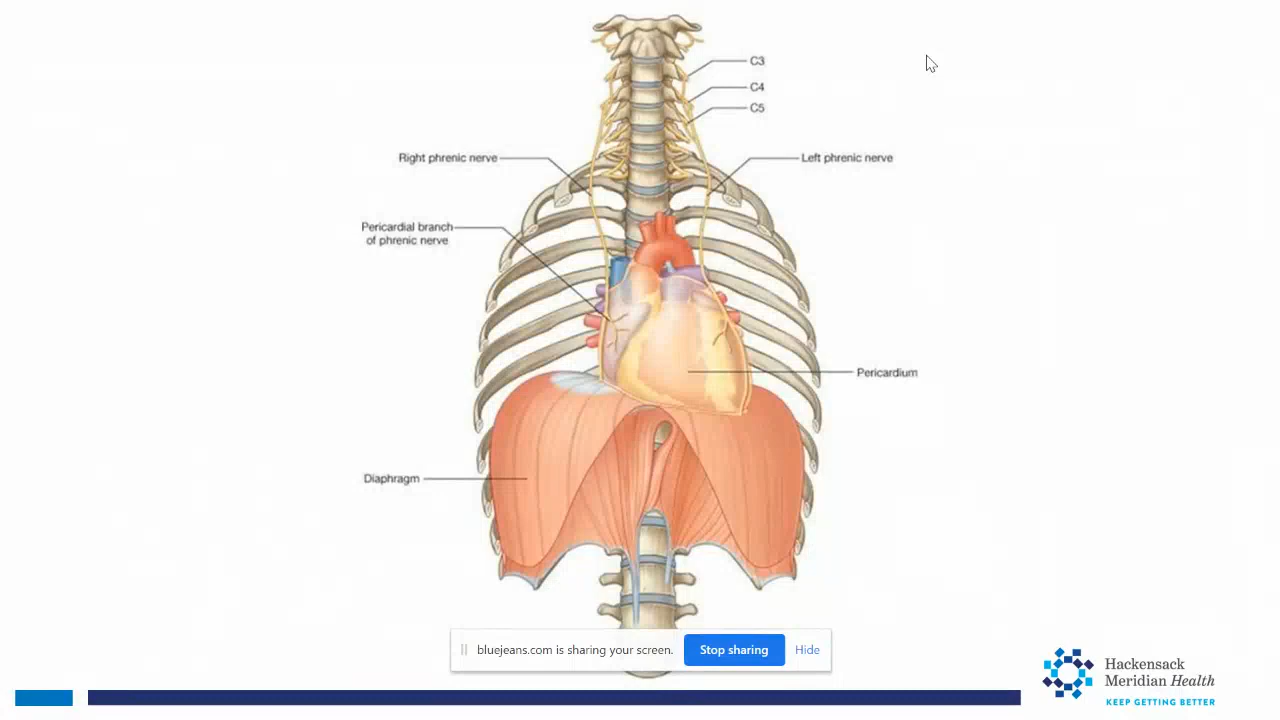 C3
C4
C5
Right phrenic nerve
Left phrenic nerve
Pericardial branch
of phrenic nerve
Pericardium
Diaphragm
bluejeans.com is sharing your screen.
Stop sharing
Hide
Hackensack
Meridian Health
KEEP GETTING BETTER